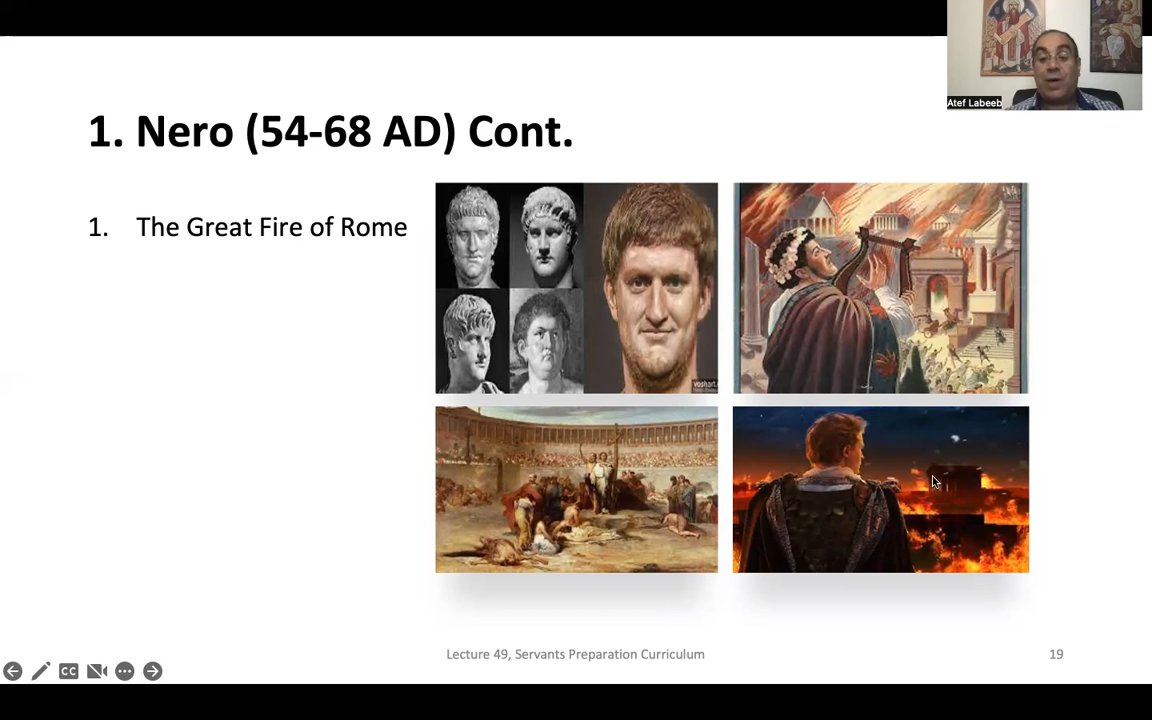 Atef Labeeb
1. Nero (54-68 AD) Cont.
1. The Great Fire of Rome
CC
Lecture 49, Servants Preparation Curriculum
19